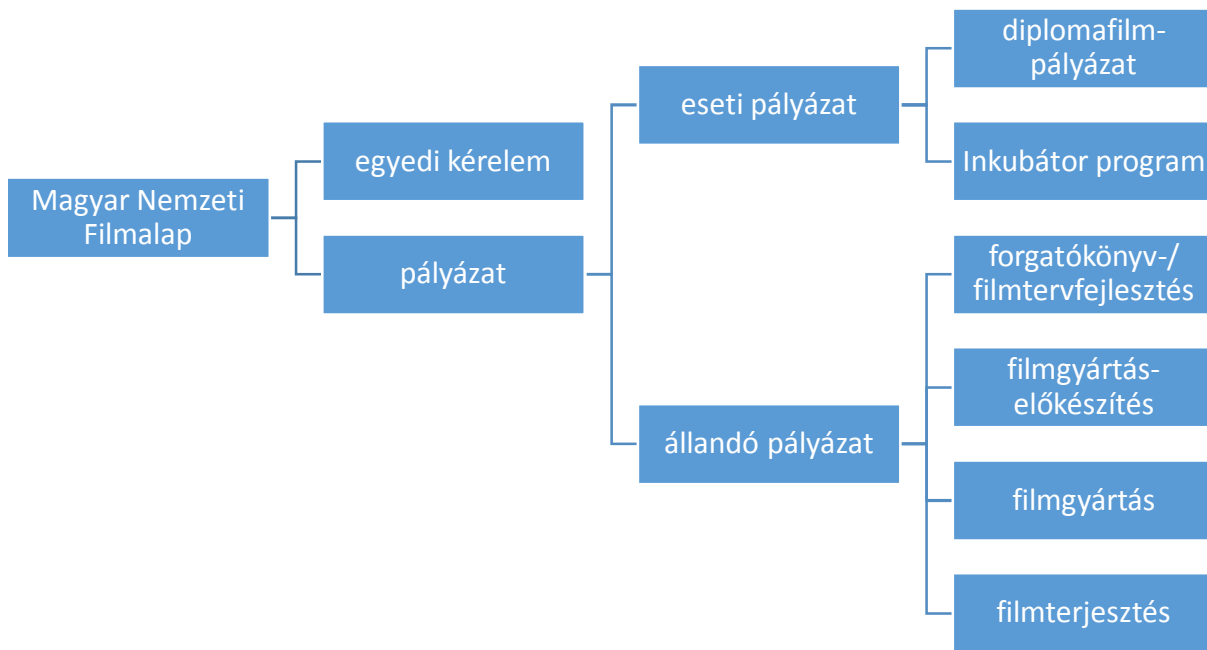 Magyar Nemzeti
Filmalap
egyedi kérelem
pályázat
eseti pályázat
diplomafilm-
pályázat
Inkubátor program
állandó pályázat
forgatókönyv-/
filmtervfejlesztés
filmgyártás-
előkészítés
filmgyártás
filmterjesztés